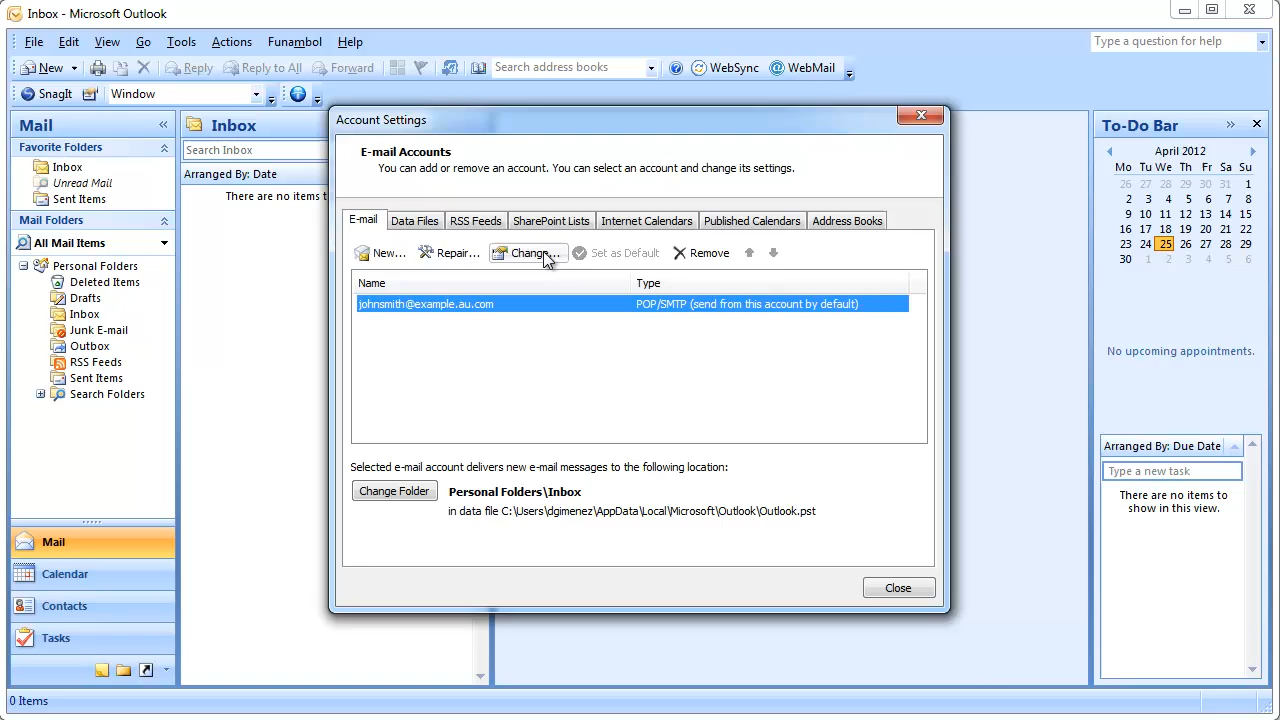 Inbox - Microsoft Outlook
File Edit View Go Tools Actions Funambol Help
Type a question for help
New Reply Reply to All Forward Search address books WebSync WebMail
SnagIt Window
Mail
Favorite Folders
Inbox
Unread Mail
Sent Items
Mail Folders
All Mail Items
Personal Folders
Deleted Items
Drafts
Inbox
Junk E-mail
Outbox
RSS Feeds
Sent Items
Search Folders
Mail
Calendar
Contacts
Tasks
0 Items
Inbox
Search Inbox
Arranged By: Date
There are no items t
Account Settings
E-mail Accounts
You can add or remove an account. You can select an account and change its settings.
E-mail Data Files RSS Feeds SharePoint Lists Internet Calendars Published Calendars Address Books
New... Repair... Change... Set as Default Remove
Name Type
johnsmith@example.au.com POP/SMTP (send from this account by default)
Selected e-mail account delivers new e-mail messages to the following location:
Change Folder Personal Folders\Inbox
in data file C:\Users\dgimenez\AppData\Local\Microsoft\Outlook\Outlook.pst
Close
To-Do Bar
April 2012
Mo Tu We Th Fr Sa Su
26 27 28 29 30 31 1
2 3 4 5 6 7 8
9 10 11 12 13 14 15
16 17 18 19 20 21 22
23 24 25 26 27 28 29
30 1 2 3 4 5 6
No upcoming appointments.
Arranged By: Due Date
Type a new task
There are no items to
show in this view.